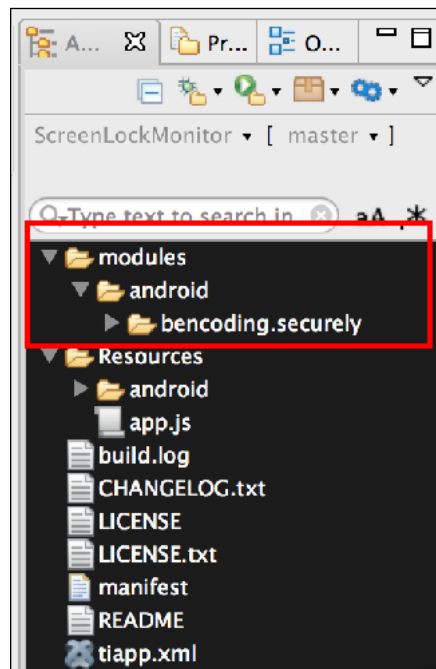 A... Pr... O...
ScreenLockMonitor [ master ]
Type text to search in aA .*
modules
android
bencoding.securely
Resources
android
app.js
build.log
CHANGELOG.txt
LICENSE
LICENSE.txt
manifest
README
tiapp.xml